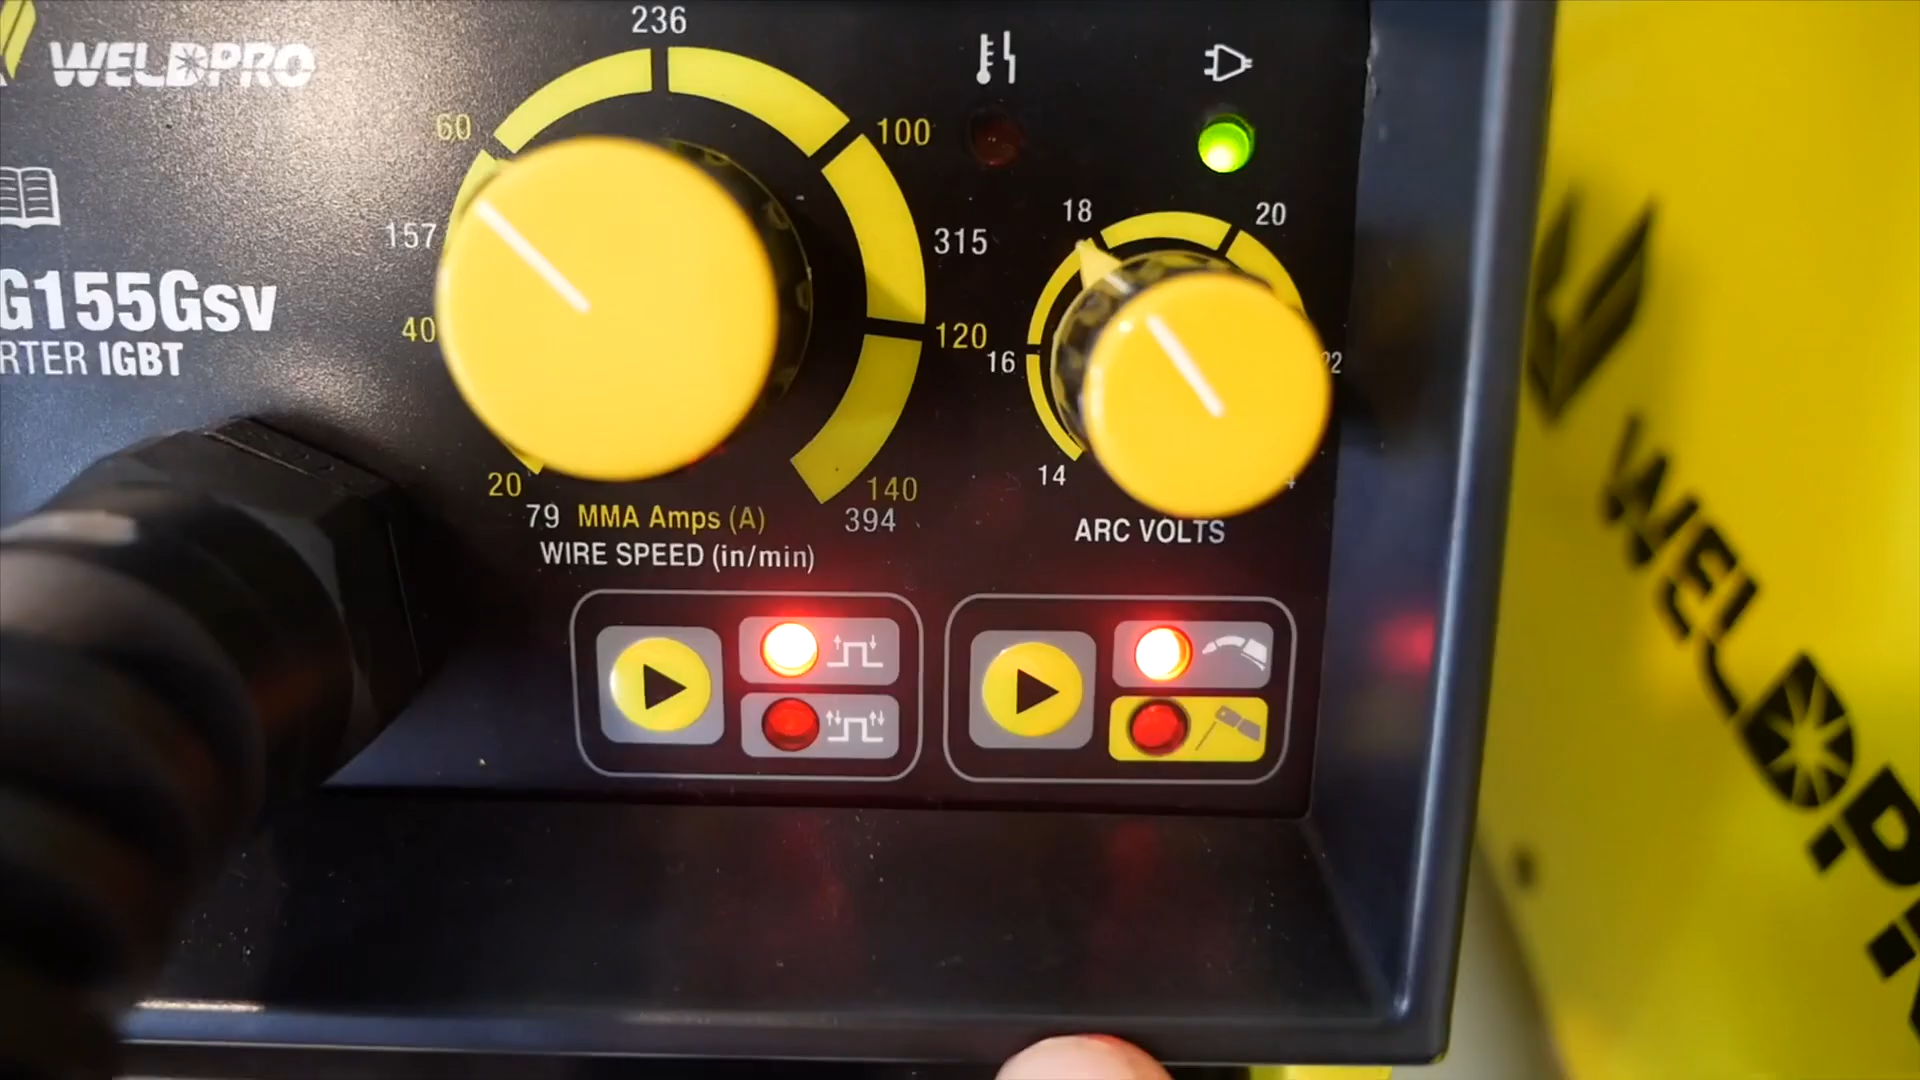 WELDPRO
G155Gsv
RTER IGBT
236
60
100
157
315
40
120
20
140
79
394
MMA Amps (A)
WIRE SPEED (in/min)
18
20
16
22
14
ARC VOLTS
WELDPR